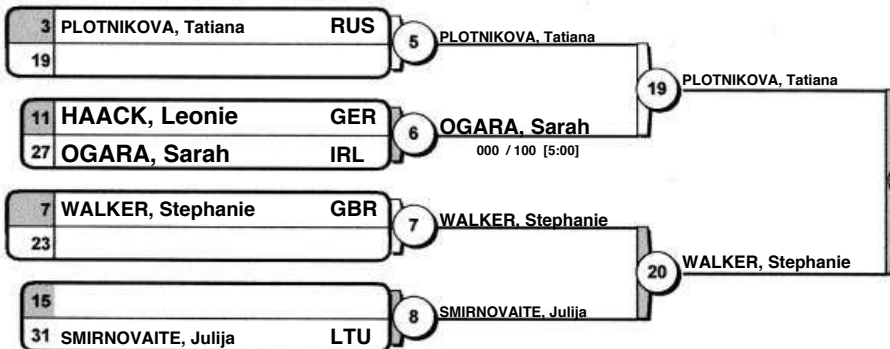 3 PLOTNIKOVA, Tatiana RUS
19
5 PLOTNIKOVA, Tatiana
11 HAACK, Leonie GER
27 OGARA, Sarah IRL
6 OGARA, Sarah
000 / 100 [5:00]
19 PLOTNIKOVA, Tatiana
7 WALKER, Stephanie GBR
23
7 WALKER, Stephanie
15
31 SMIRNOVAITE, Julija LTU
8 SMIRNOVAITE, Julija
20 WALKER, Stephanie